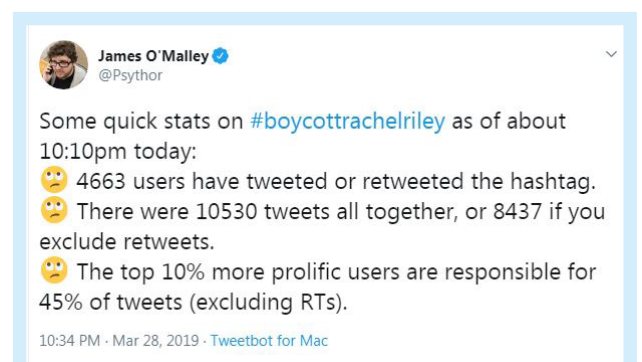 James O'Malley
@Psythor
Some quick stats on #boycottrachelriley as of about
10:10pm today:
🙄 4663 users have tweeted or retweeted the hashtag.
🙄 There were 10530 tweets all together, or 8437 if you
exclude retweets.
🙄 The top 10% more prolific users are responsible for
45% of tweets (excluding RTs).
10:34 PM · Mar 28, 2019 · Tweetbot for Mac